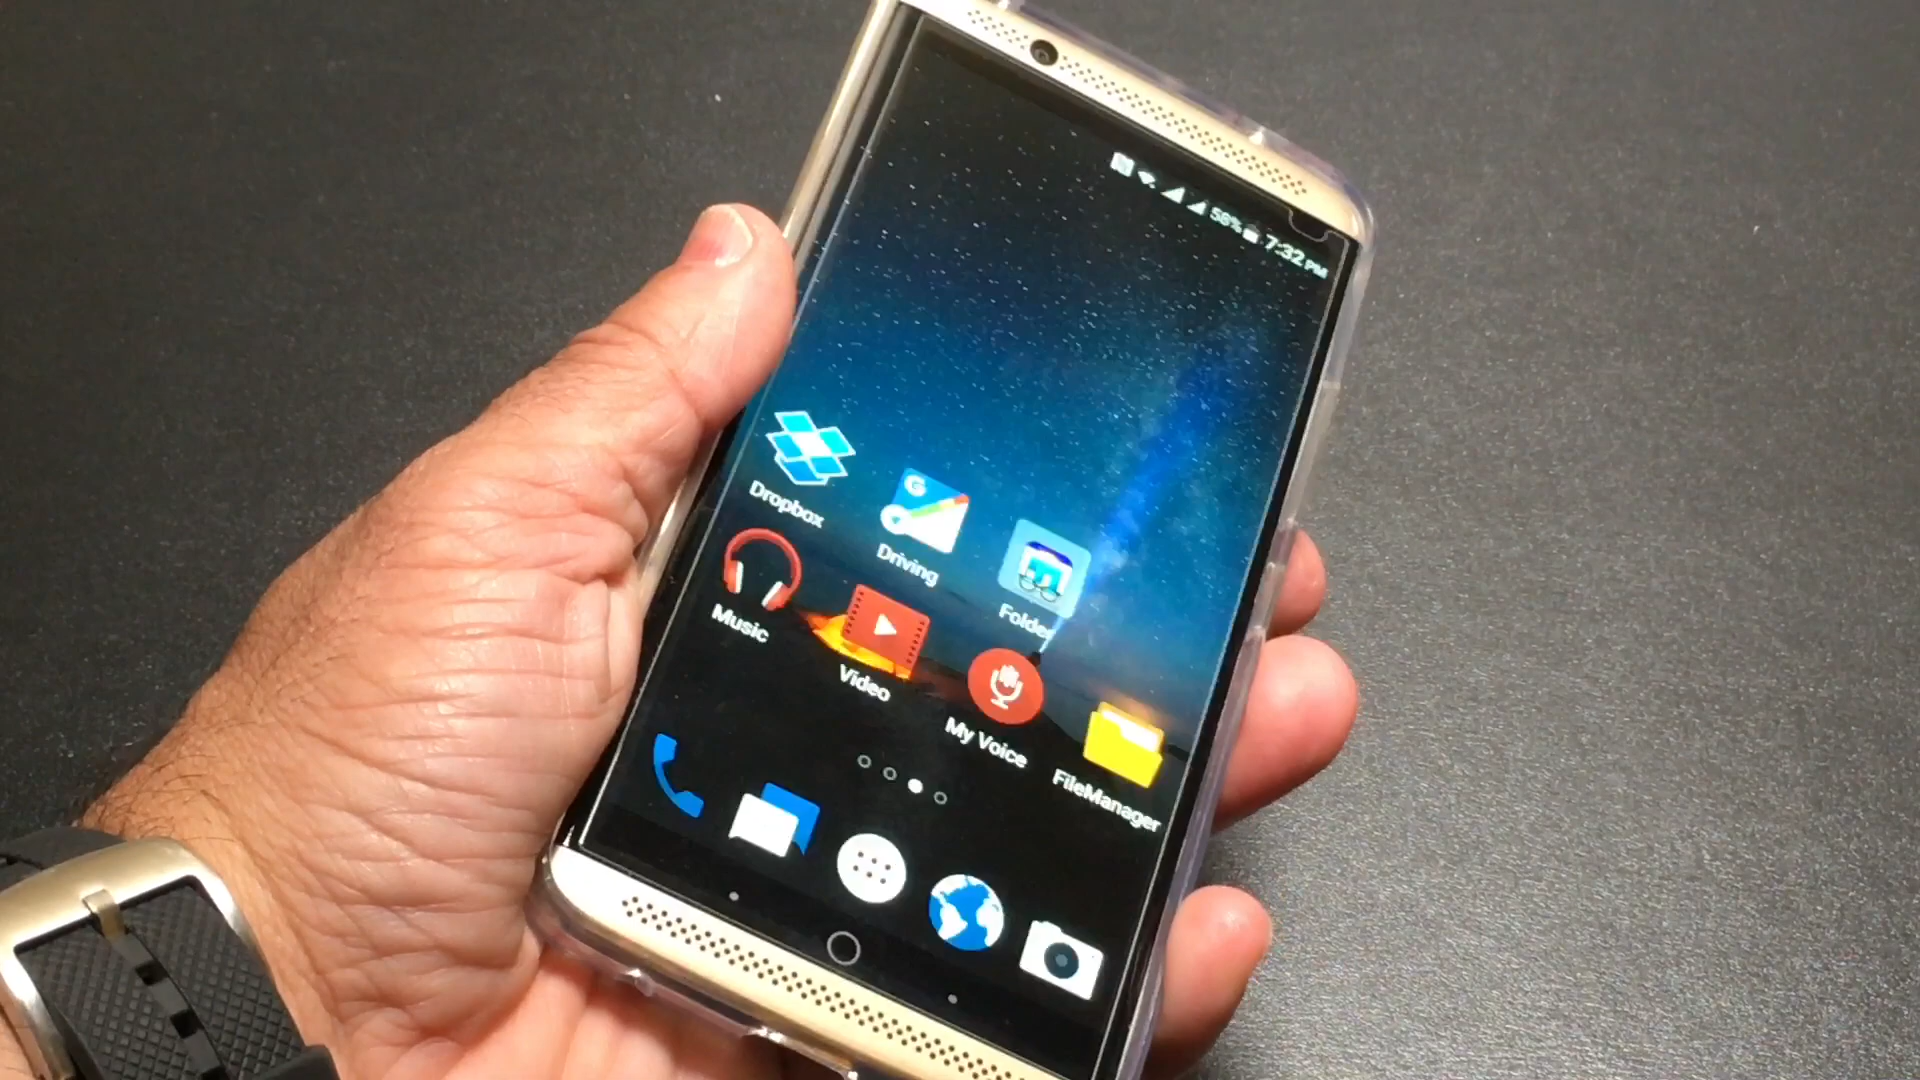 58% 7:32 PM
Dropbox
G
Driving
Folder
Music
Video
My Voice
FileManager